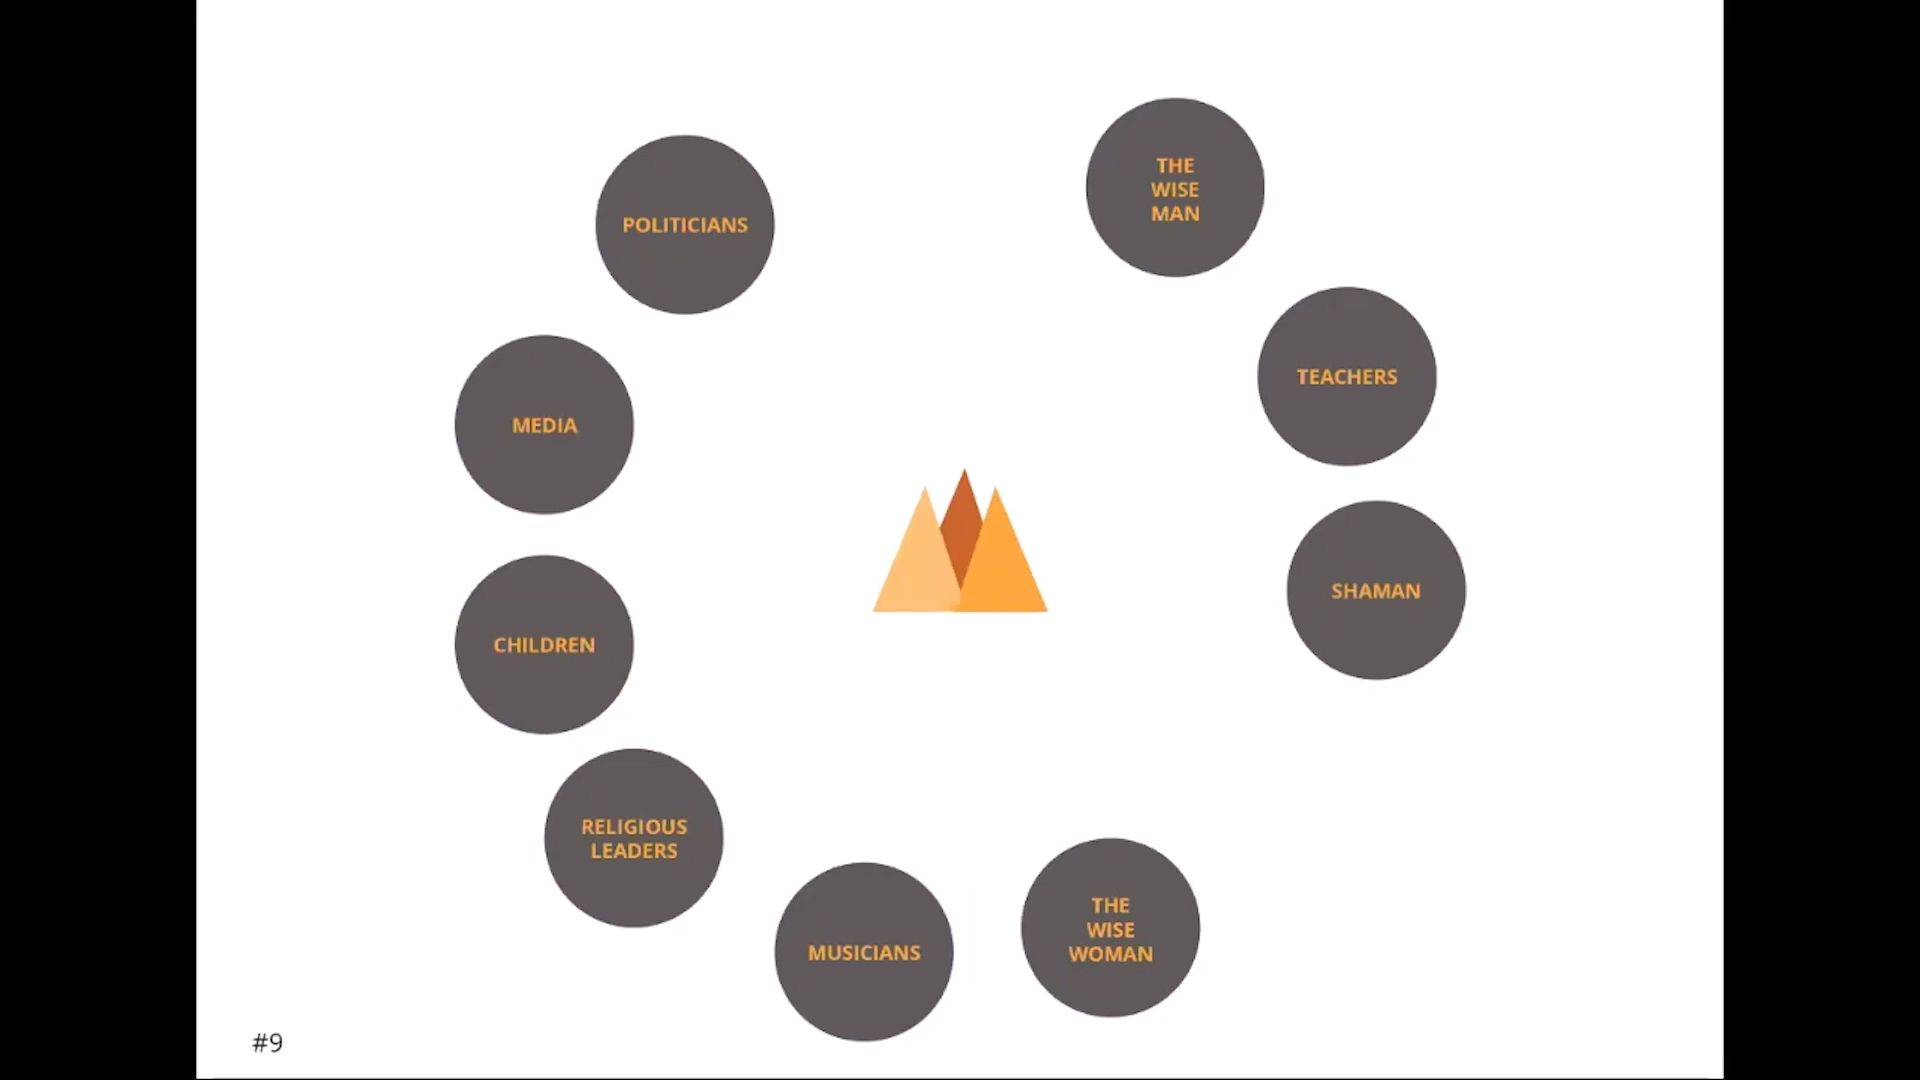 THE
WISE
MAN
POLITICIANS
TEACHERS
MEDIA
SHAMAN
CHILDREN
RELIGIOUS
LEADERS
THE
WISE
WOMAN
MUSICIANS
#9